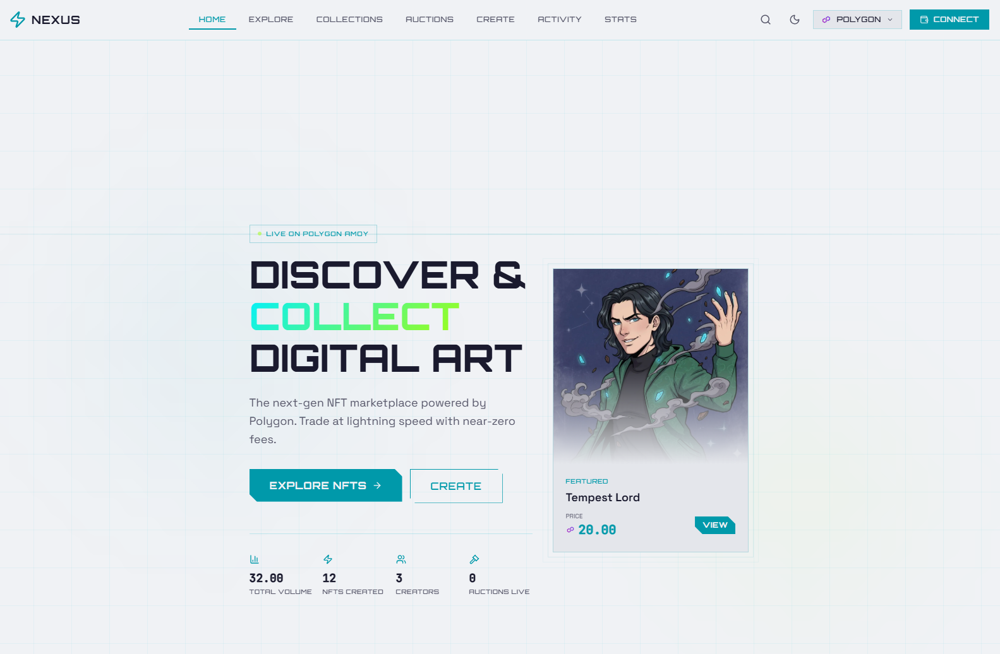 NEXUS
HOME
EXPLORE
COLLECTIONS
AUCTIONS
CREATE
ACTIVITY
STATS
POLYGON
CONNECT
LIVE ON POLYGON AMOY
DISCOVER &
COLLECT
DIGITAL ART
The next-gen NFT marketplace powered by
Polygon. Trade at lightning speed with near-zero
fees.
EXPLORE NFTS
CREATE
32.00
TOTAL VOLUME
12
NFTS CREATED
3
CREATORS
0
AUCTIONS LIVE
FEATURED
Tempest Lord
PRICE
20.00
VIEW